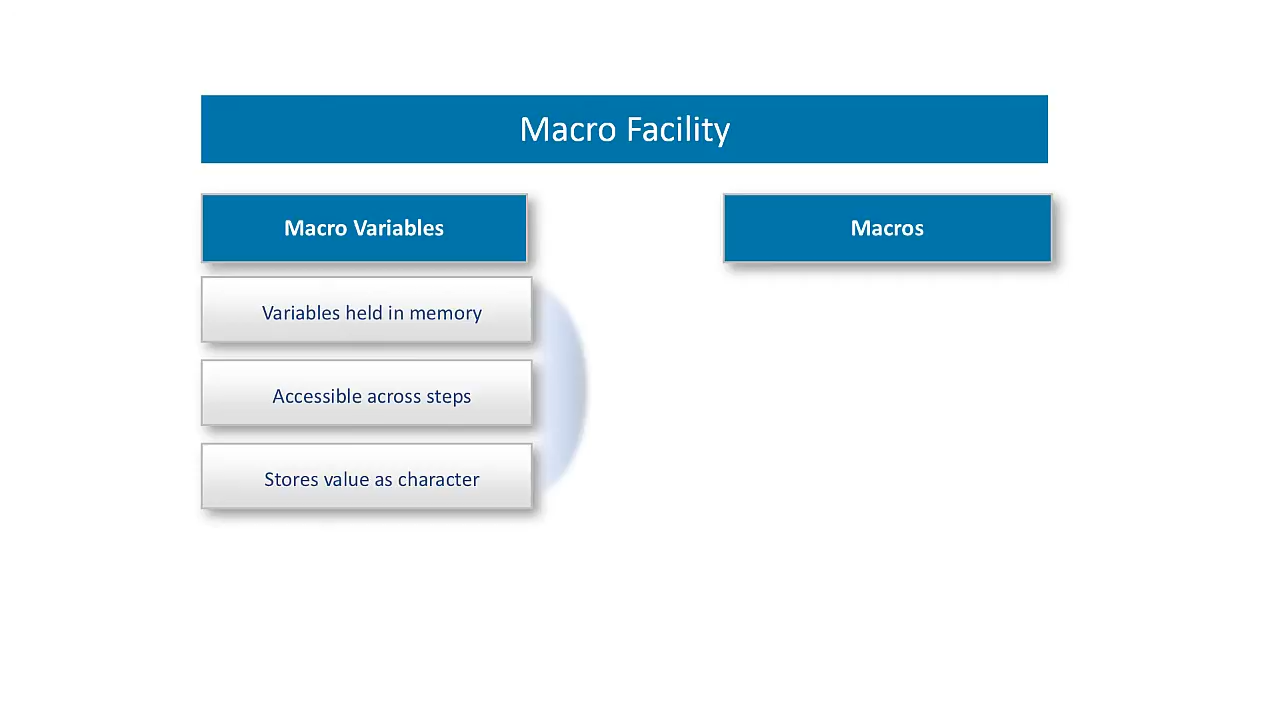 Macro Facility
Macro Variables
Macros
Variables held in memory
Accessible across steps
Stores value as character